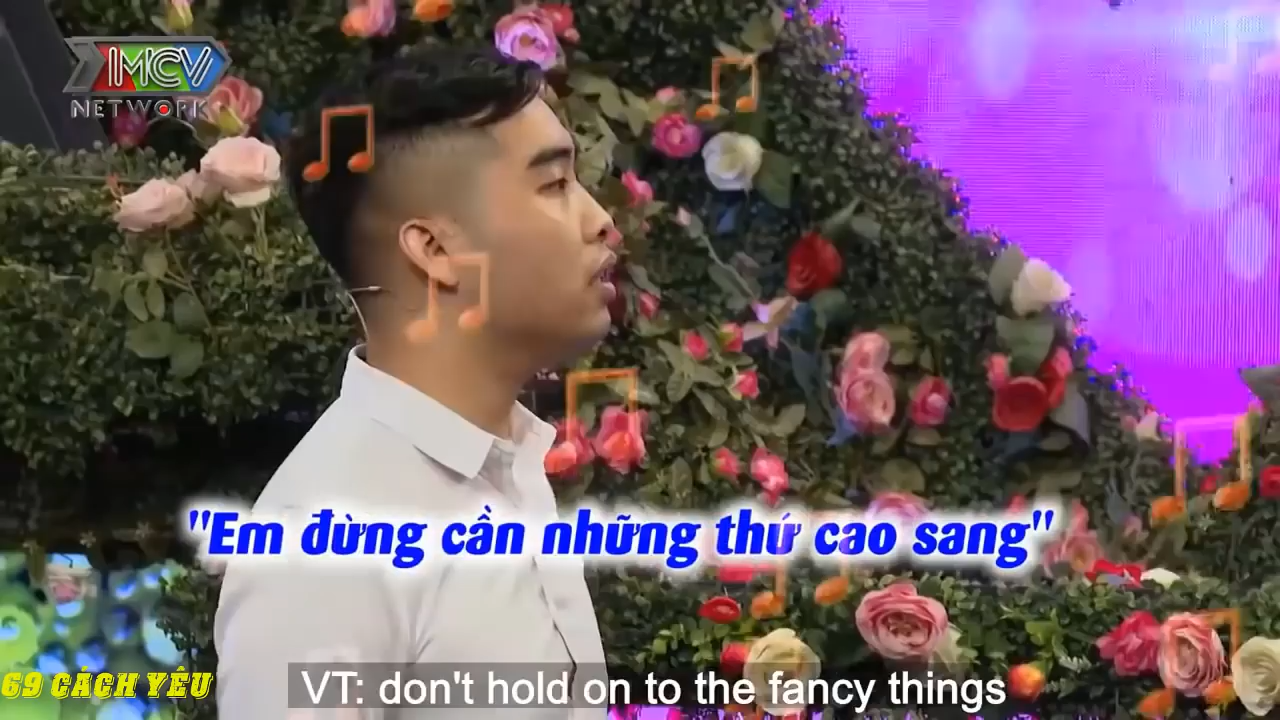 MCV
NETWORK
"Em đừng cần những thứ cao sang"
69 CÁCH YÊU
VT: don't hold on to the fancy things